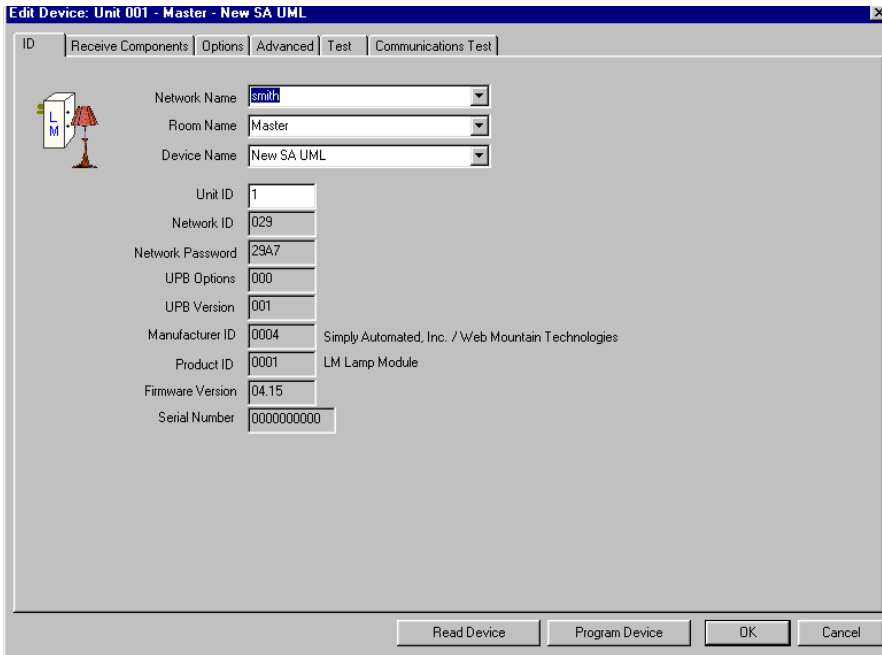 Edit Device: Unit 001 - Master - New SA UML
ID Receive Components Options Advanced Test Communications Test
L
M
Network Name smith
Room Name Master
Device Name New SA UML
Unit ID 1
Network ID 029
Network Password 29A7
UPB Options 000
UPB Version 001
Manufacturer ID 0004 Simply Automated, Inc. / Web Mountain Technologies
Product ID 0001 LM Lamp Module
Firmware Version 04.15
Serial Number 0000000000
Read Device Program Device OK Cancel